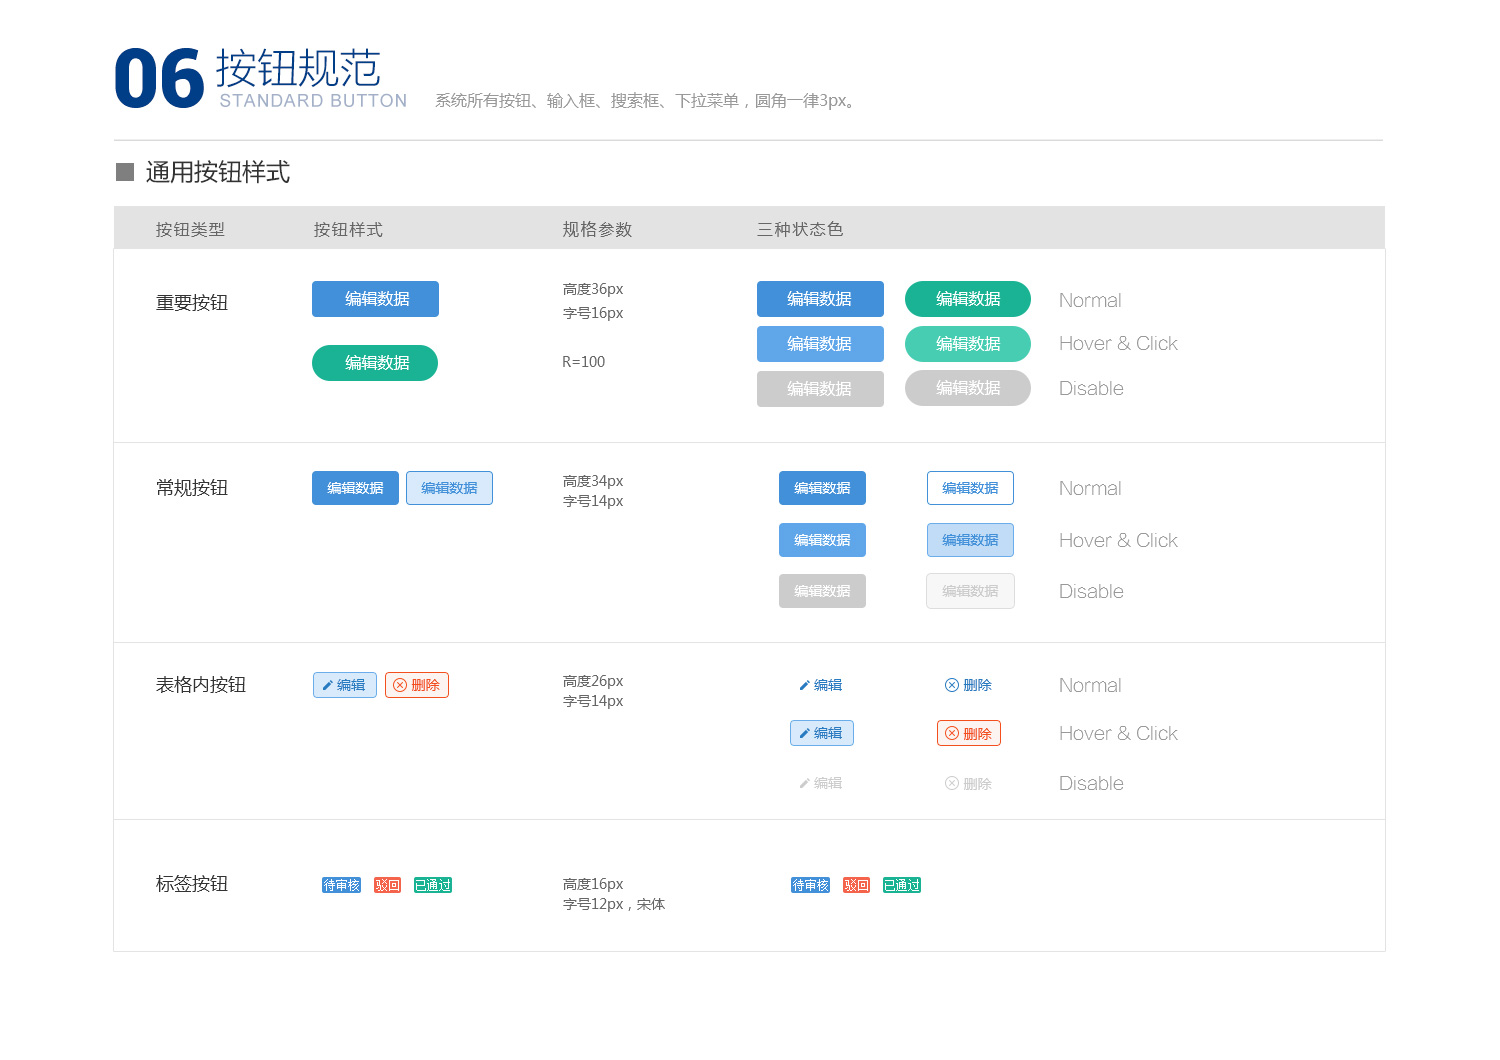 06 按钮规范
STANDARD BUTTON 系统所有按钮、输入框、搜索框、下拉菜单，圆角一律3px。
通用按钮样式
按钮类型 按钮样式 规格参数 三种状态色
重要按钮
编辑数据
编辑数据
高度36px
字号16px
R=100
编辑数据 编辑数据 Normal
编辑数据 编辑数据 Hover & Click
编辑数据 编辑数据 Disable
常规按钮
编辑数据 编辑数据
高度34px
字号14px
编辑数据 编辑数据 Normal
编辑数据 编辑数据 Hover & Click
编辑数据 编辑数据 Disable
表格内按钮
编辑 删除
高度26px
字号14px
编辑 删除 Normal
编辑 删除 Hover & Click
编辑 删除 Disable
标签按钮
待审核 驳回 已通过
高度16px
字号12px，宋体
待审核 驳回 已通过